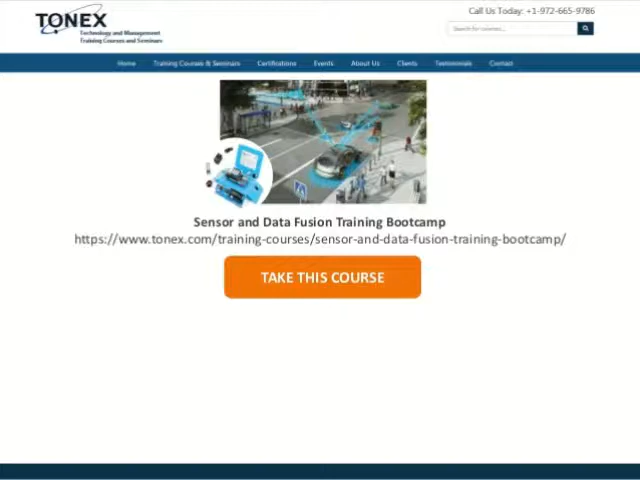 TONEX
Technology and Management
Training Courses and Seminars
Call Us Today: +1-972-665-9786
Search for courses...
Home Training Courses & Seminars Certifications Events About Us Clients Testimonials Contact
Sensor and Data Fusion Training Bootcamp
https://www.tonex.com/training-courses/sensor-and-data-fusion-training-bootcamp/
TAKE THIS COURSE